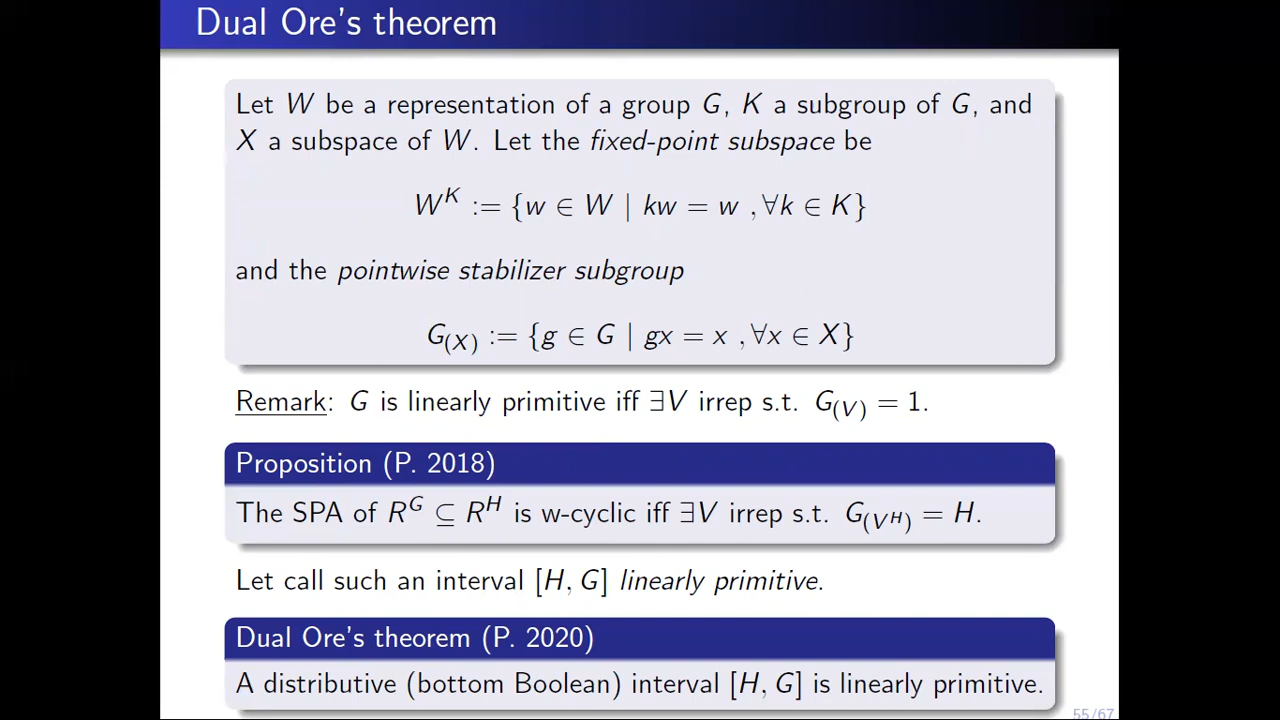 Dual Ore's theorem
Let W be a representation of a group G, K a subgroup of G, and
X a subspace of W. Let the fixed-point subspace be
W^K := {w ∈ W | kw = w , ∀k ∈ K}
and the pointwise stabilizer subgroup
G_(X) := {g ∈ G | gx = x , ∀x ∈ X}
Remark: G is linearly primitive iff ∃V irrep s.t. G_(V) = 1.
Proposition (P. 2018)
The SPA of R^G ⊆ R^H is w-cyclic iff ∃V irrep s.t. G_(V^H) = H.
Let call such an interval [H, G] linearly primitive.
Dual Ore's theorem (P. 2020)
A distributive (bottom Boolean) interval [H, G] is linearly primitive.
55/67